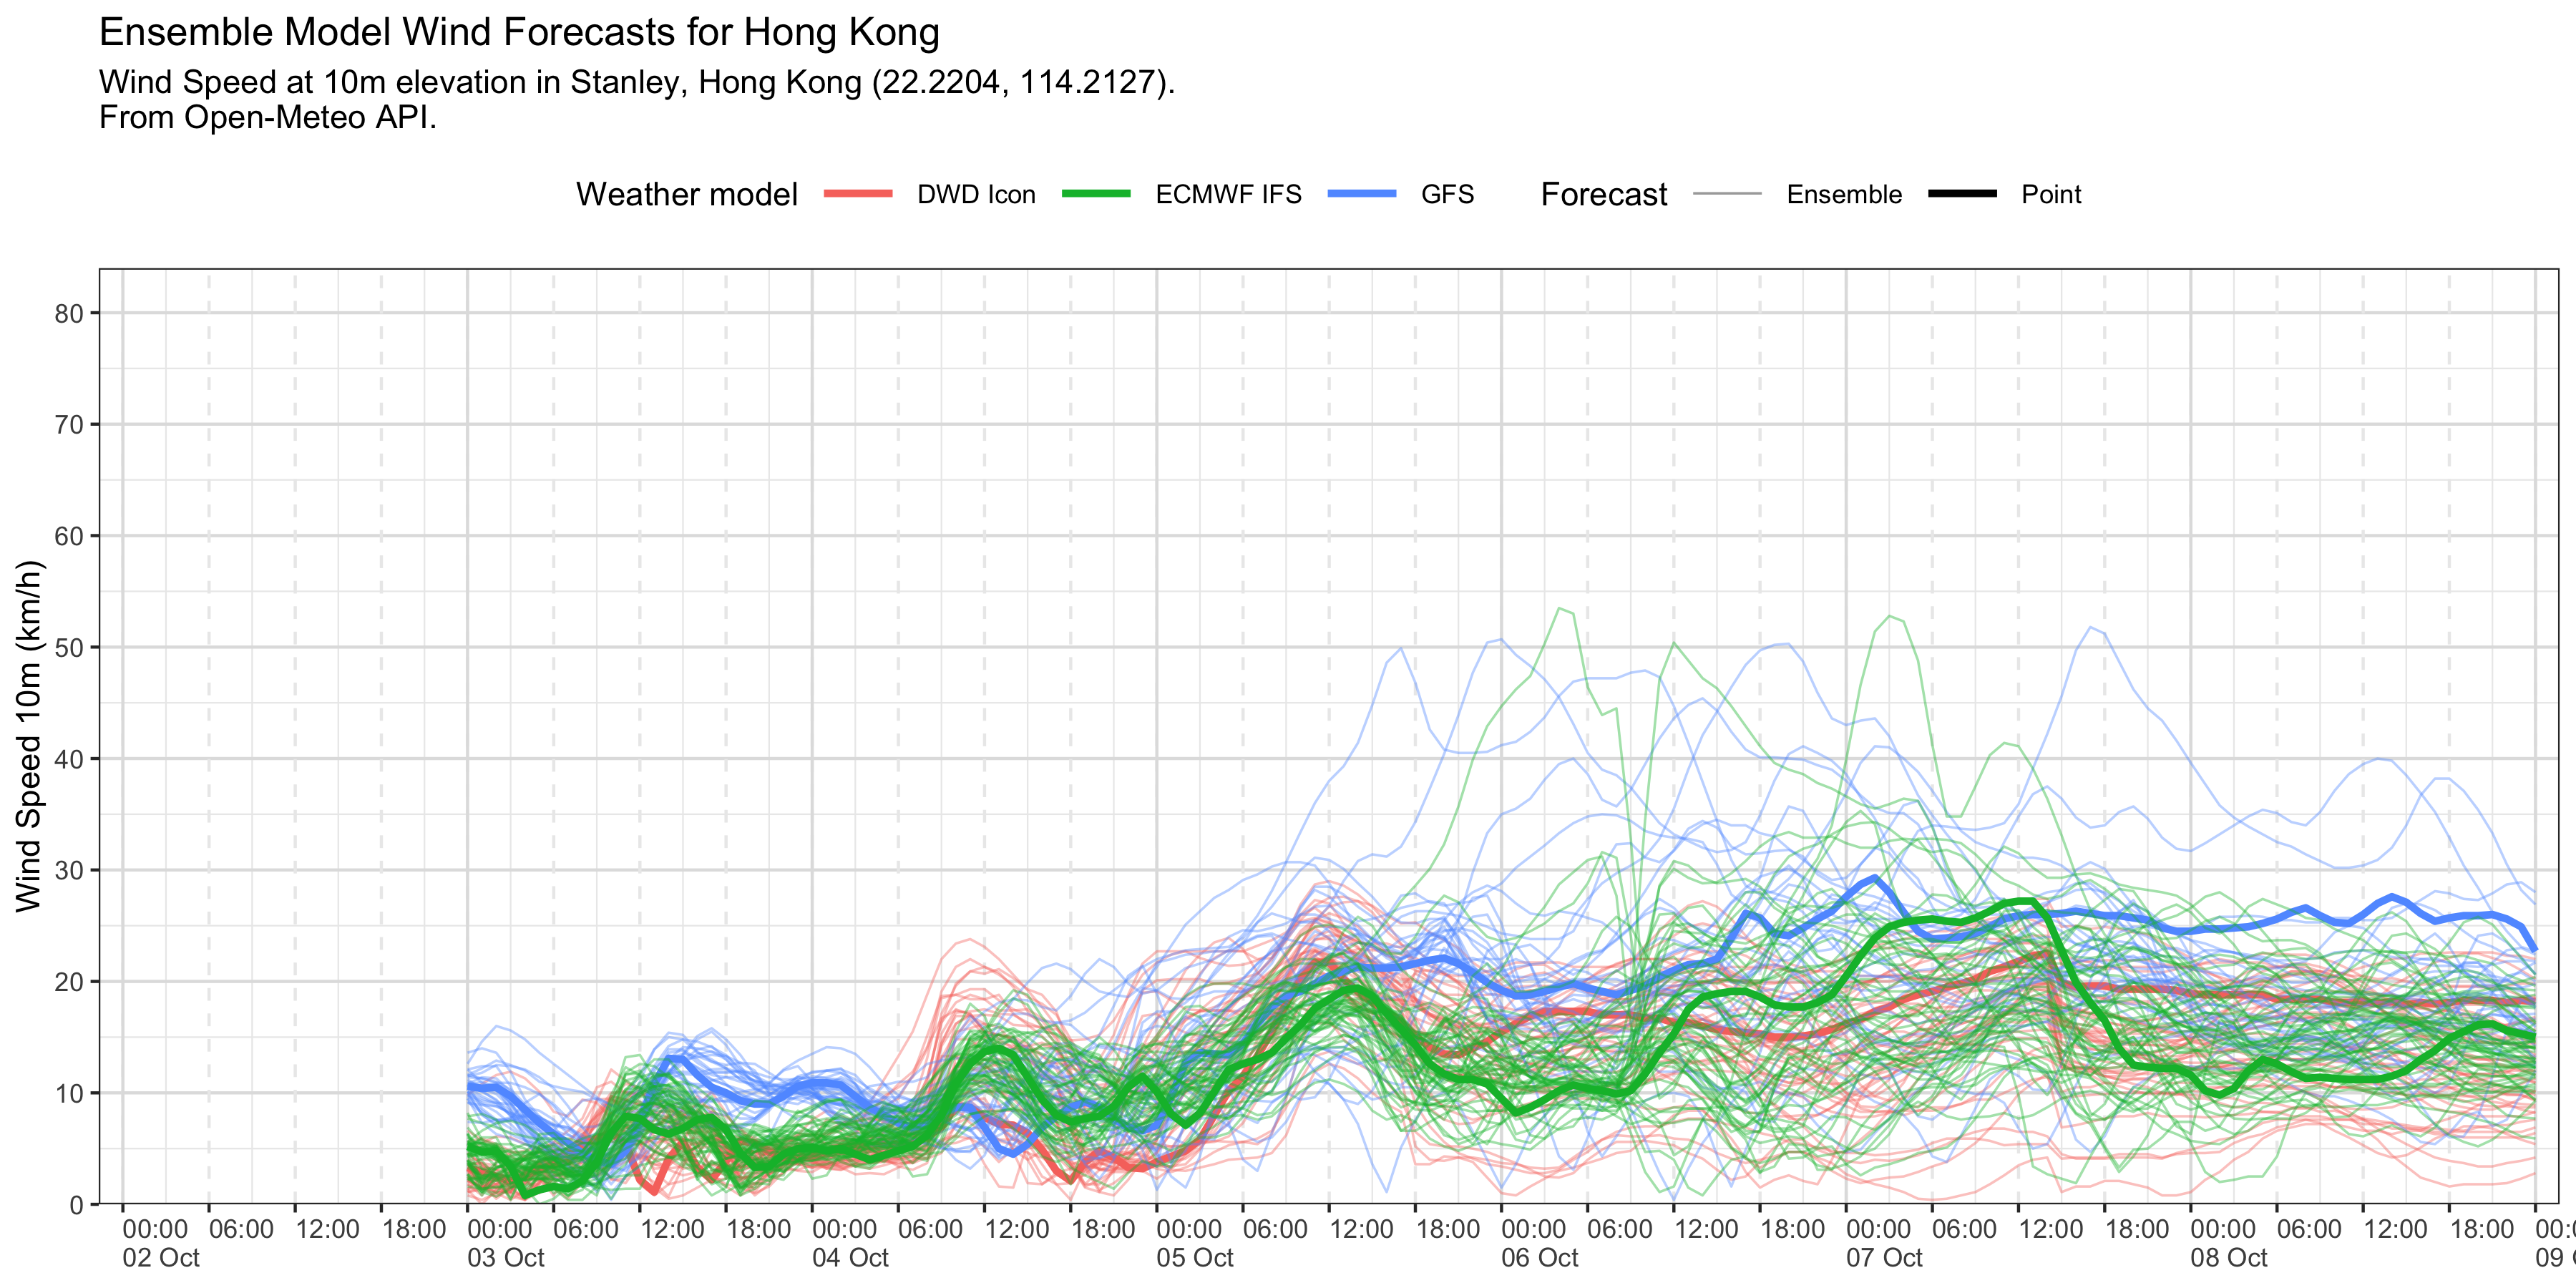 Ensemble Model Wind Forecasts for Hong Kong
Wind Speed at 10m elevation in Stanley, Hong Kong (22.2204, 114.2127).
From Open-Meteo API.
Weather model DWD Icon ECMWF IFS GFS Forecast Ensemble Point
Wind Speed 10m (km/h)
80
70
60
50
40
30
20
10
0
00:00 06:00 12:00 18:00 00:00 06:00 12:00 18:00 00:00 06:00 12:00 18:00 00:00 06:00 12:00 18:00 00:00 06:00 12:00 18:00 00:00 06:00 12:00 18:00 00:00 06:00 12:00 18:00 00:
02 Oct 03 Oct 04 Oct 05 Oct 06 Oct 07 Oct 08 Oct 09